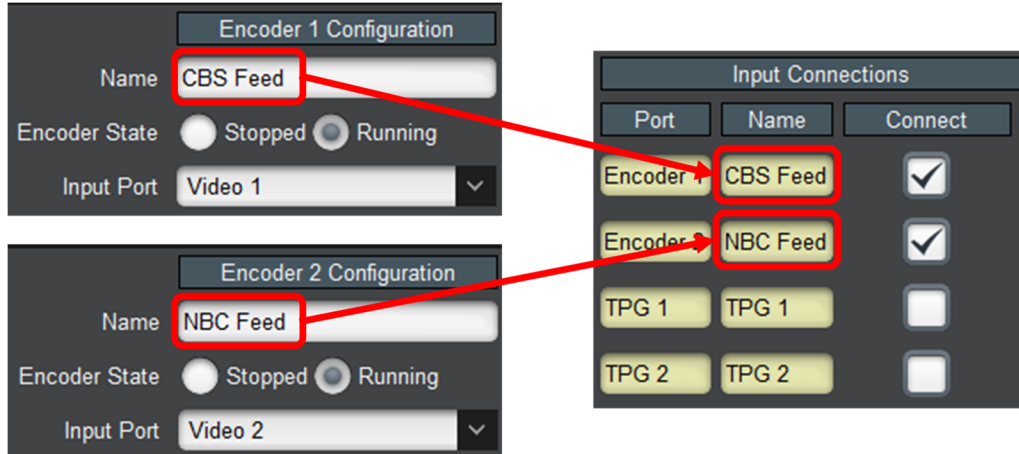 Encoder 1 Configuration
Name CBS Feed
Encoder State Stopped Running
Input Port Video 1
Encoder 2 Configuration
Name NBC Feed
Encoder State Stopped Running
Input Port Video 2
Input Connections
Port Name Connect
Encoder 1 CBS Feed
Encoder 2 NBC Feed
TPG 1 TPG 1
TPG 2 TPG 2